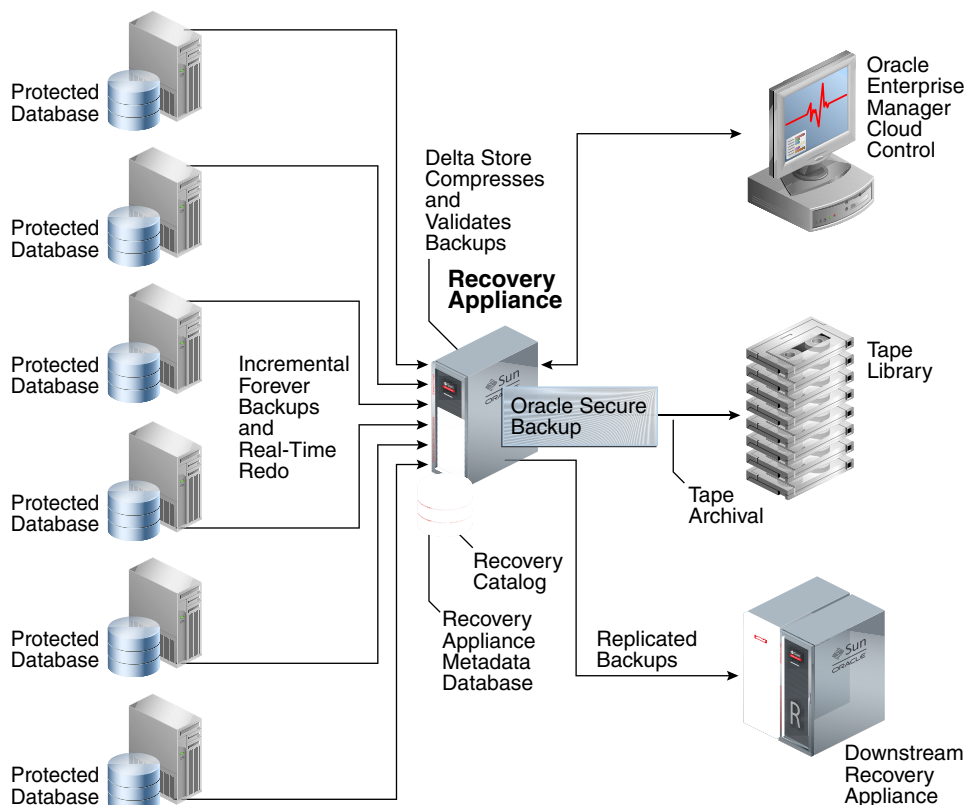 Protected
Database
Protected
Database
Protected
Database
Protected
Database
Protected
Database
Protected
Database
Incremental
Forever
Backups
and
Real-Time
Redo
Delta Store
Compresses
and
Validates
Backups
Recovery
Appliance
Sun
ORACLE
Oracle Secure
Backup
Recovery
Catalog
Recovery
Appliance
Metadata
Database
Oracle
Enterprise
Manager
Cloud
Control
Tape
Library
Tape
Archival
Replicated
Backups
Sun
ORACLE
R
Downstream
Recovery
Appliance